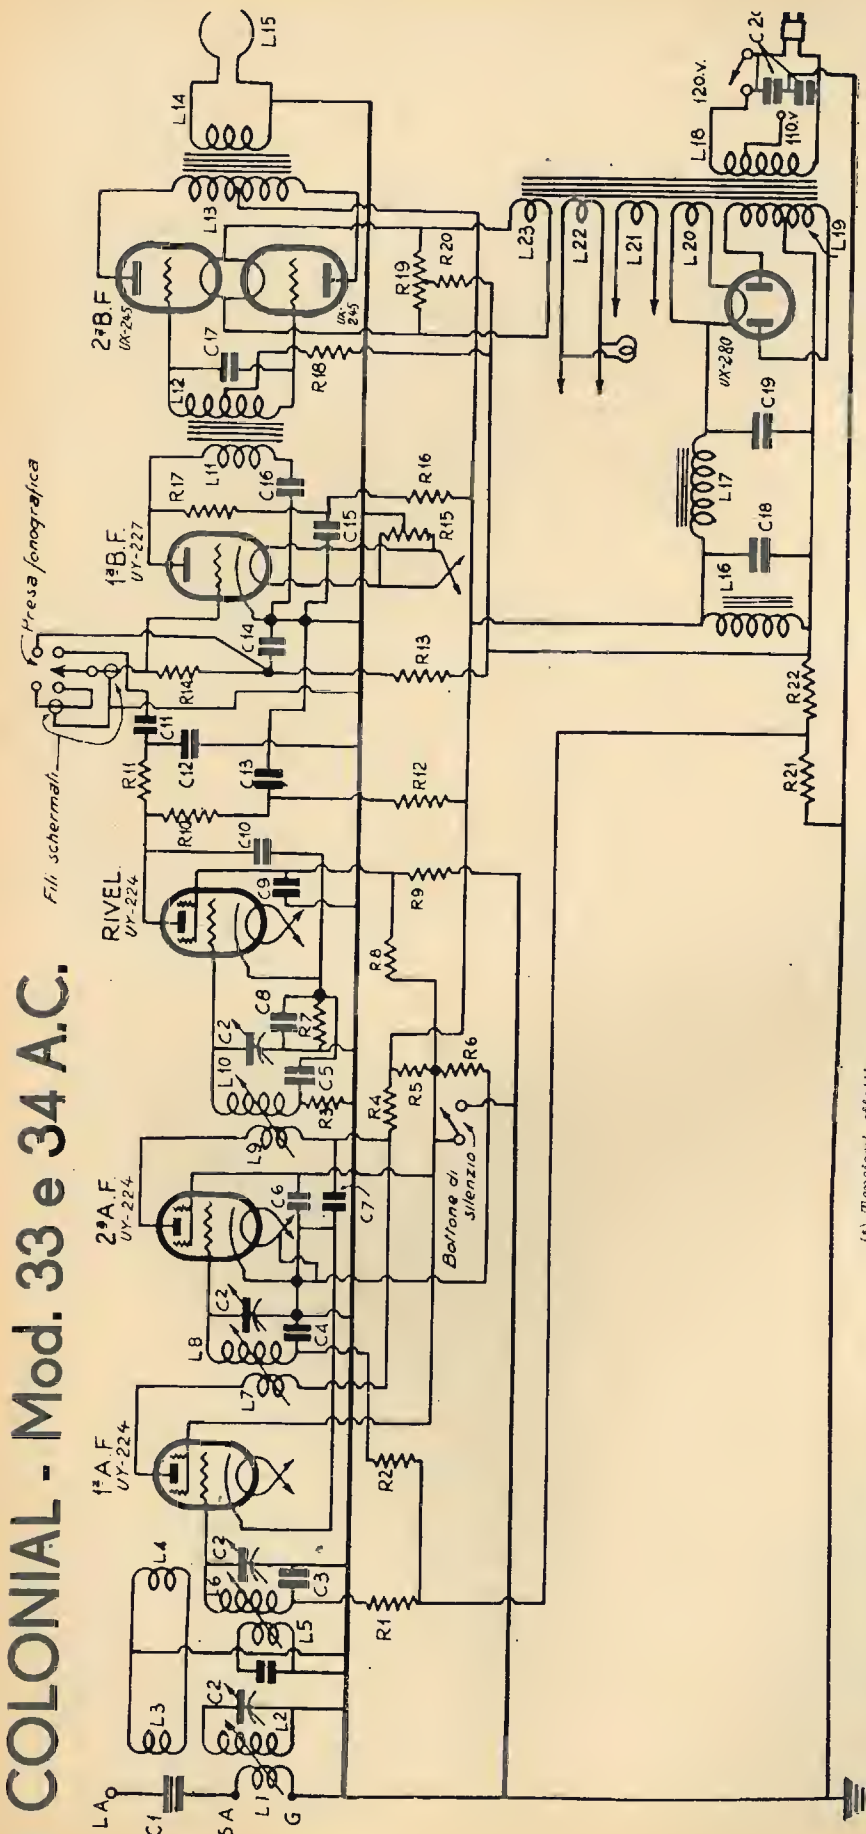 COLONIAL - Mod. 33 e 34 A.C.
LA
C1
SA
L1
G
L3
L4
C2
L2
L5
L6
C2
C3
R1
1ª A.F.
UY-224
R2
L7
L8
C2
C4
2ª A.F.
UY-224
C6
C7
L9
L10
C2
C5
R3
C8
R7
R4
R5
R6
Bottone di
silenzio
RIVEL.
UY-224
C9
C10
R8
R9
R10
R11
C11
C12
C13
R12
Fili schermali
Presa fonografica
R14
R13
C14
1ª B.F.
UY-227
R17
L11
C16
C15
R16
R15
2ª B.F.
UX-245
UX-245
L12
C17
R18
L13
L14
L15
R19
R20
L23
L22
L21
L20
L19
L18
120.v.
110.v
C20
UX-280
C19
L17
C18
L16
R22
R21